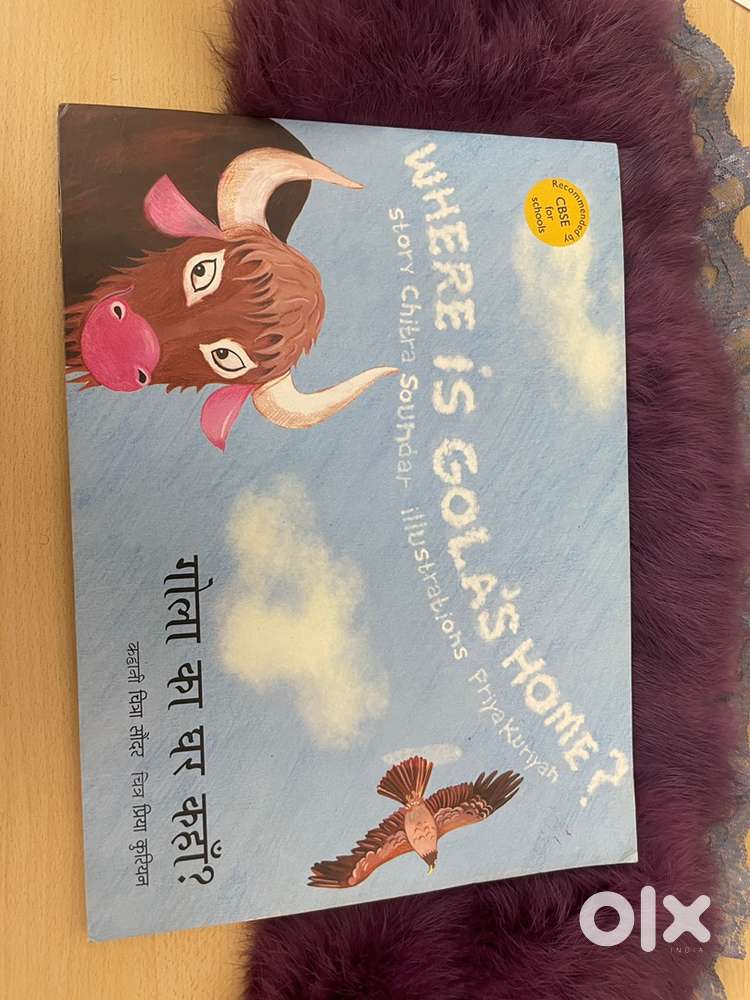 WHERE iS GOLA'S HOME?
Story Chitra Soundar illustrations Priya Kuriyan
Recommended by
CBSE
for
schools
गोला का घर कहाँ?
कहानी चित्रा सौंदर चित्र प्रिया कुरियन
olx
INDIA